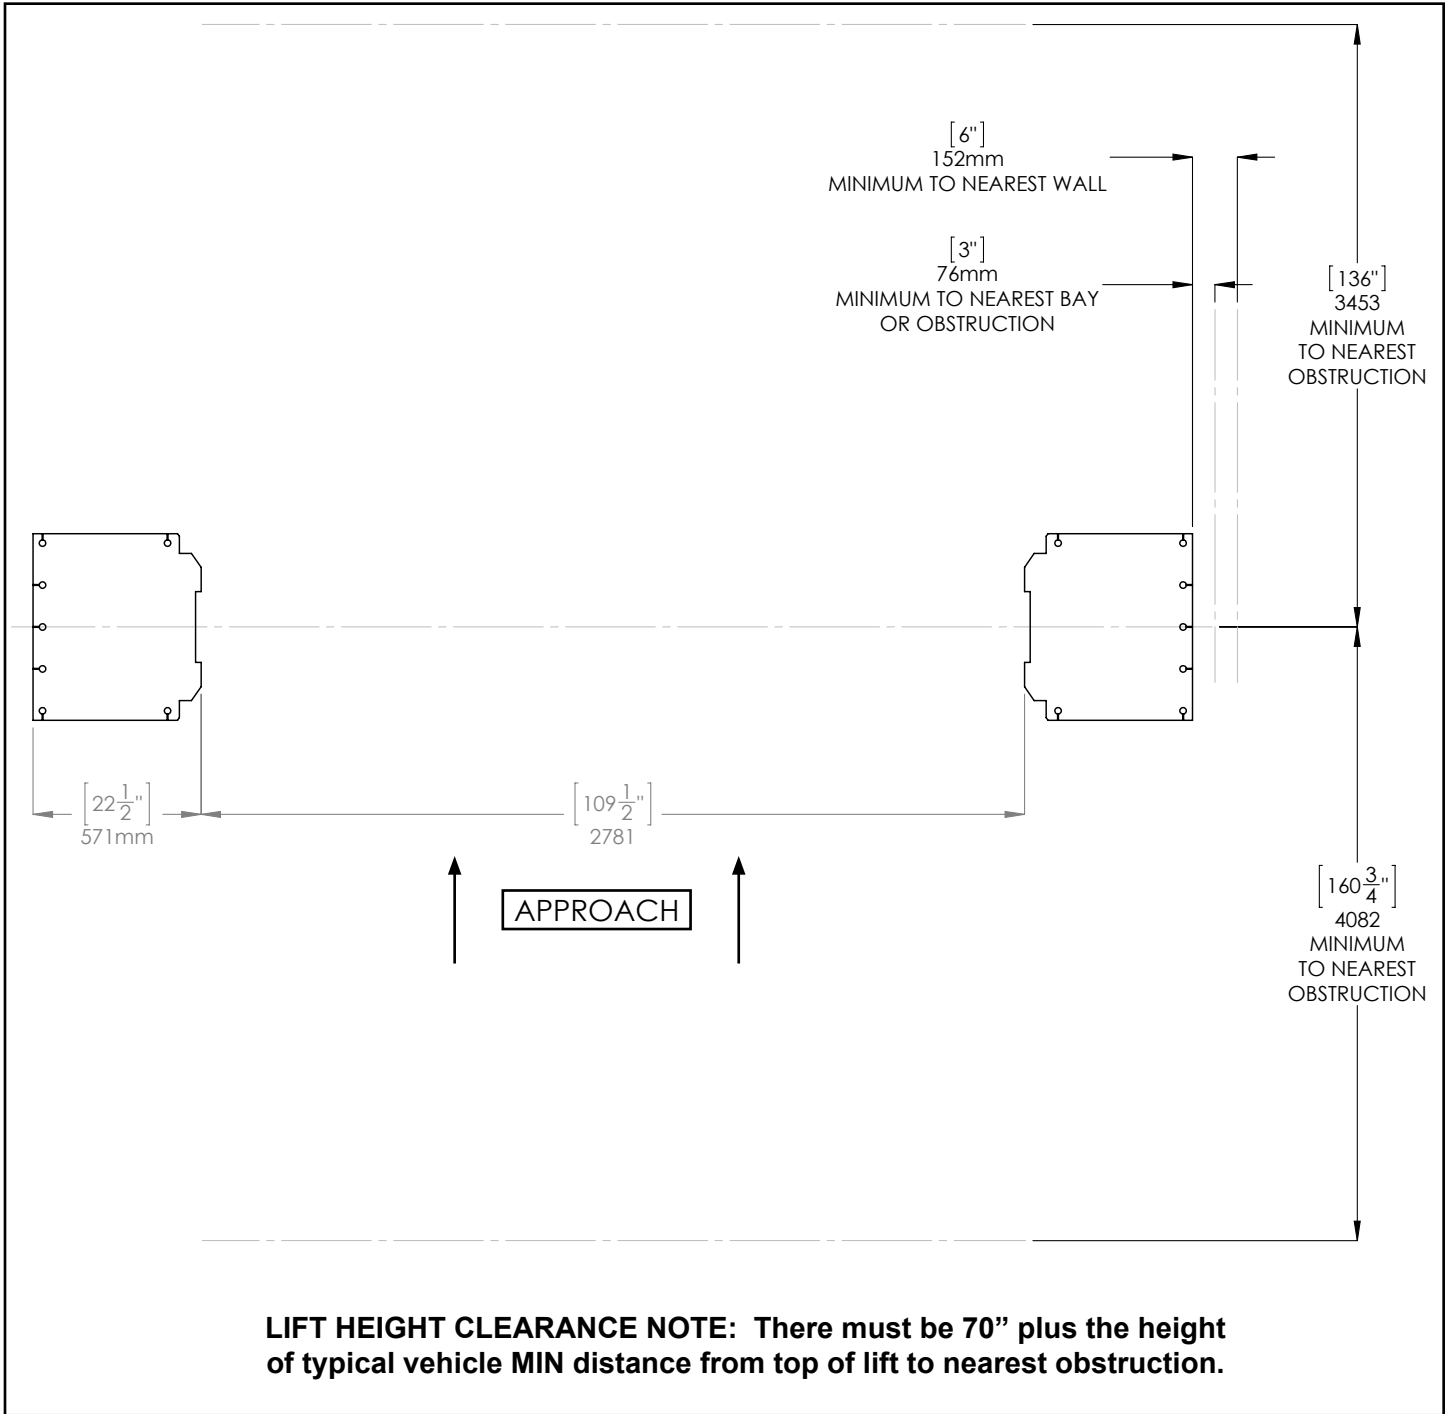 [6"]
152mm
MINIMUM TO NEAREST WALL
[3"]
76mm
MINIMUM TO NEAREST BAY
OR OBSTRUCTION
[136"]
3453
MINIMUM
TO NEAREST
OBSTRUCTION
[22 1/2"]
571mm
[109 1/2"]
2781
APPROACH
[160 3/4"]
4082
MINIMUM
TO NEAREST
OBSTRUCTION
LIFT HEIGHT CLEARANCE NOTE: There must be 70” plus the height
of typical vehicle MIN distance from top of lift to nearest obstruction.